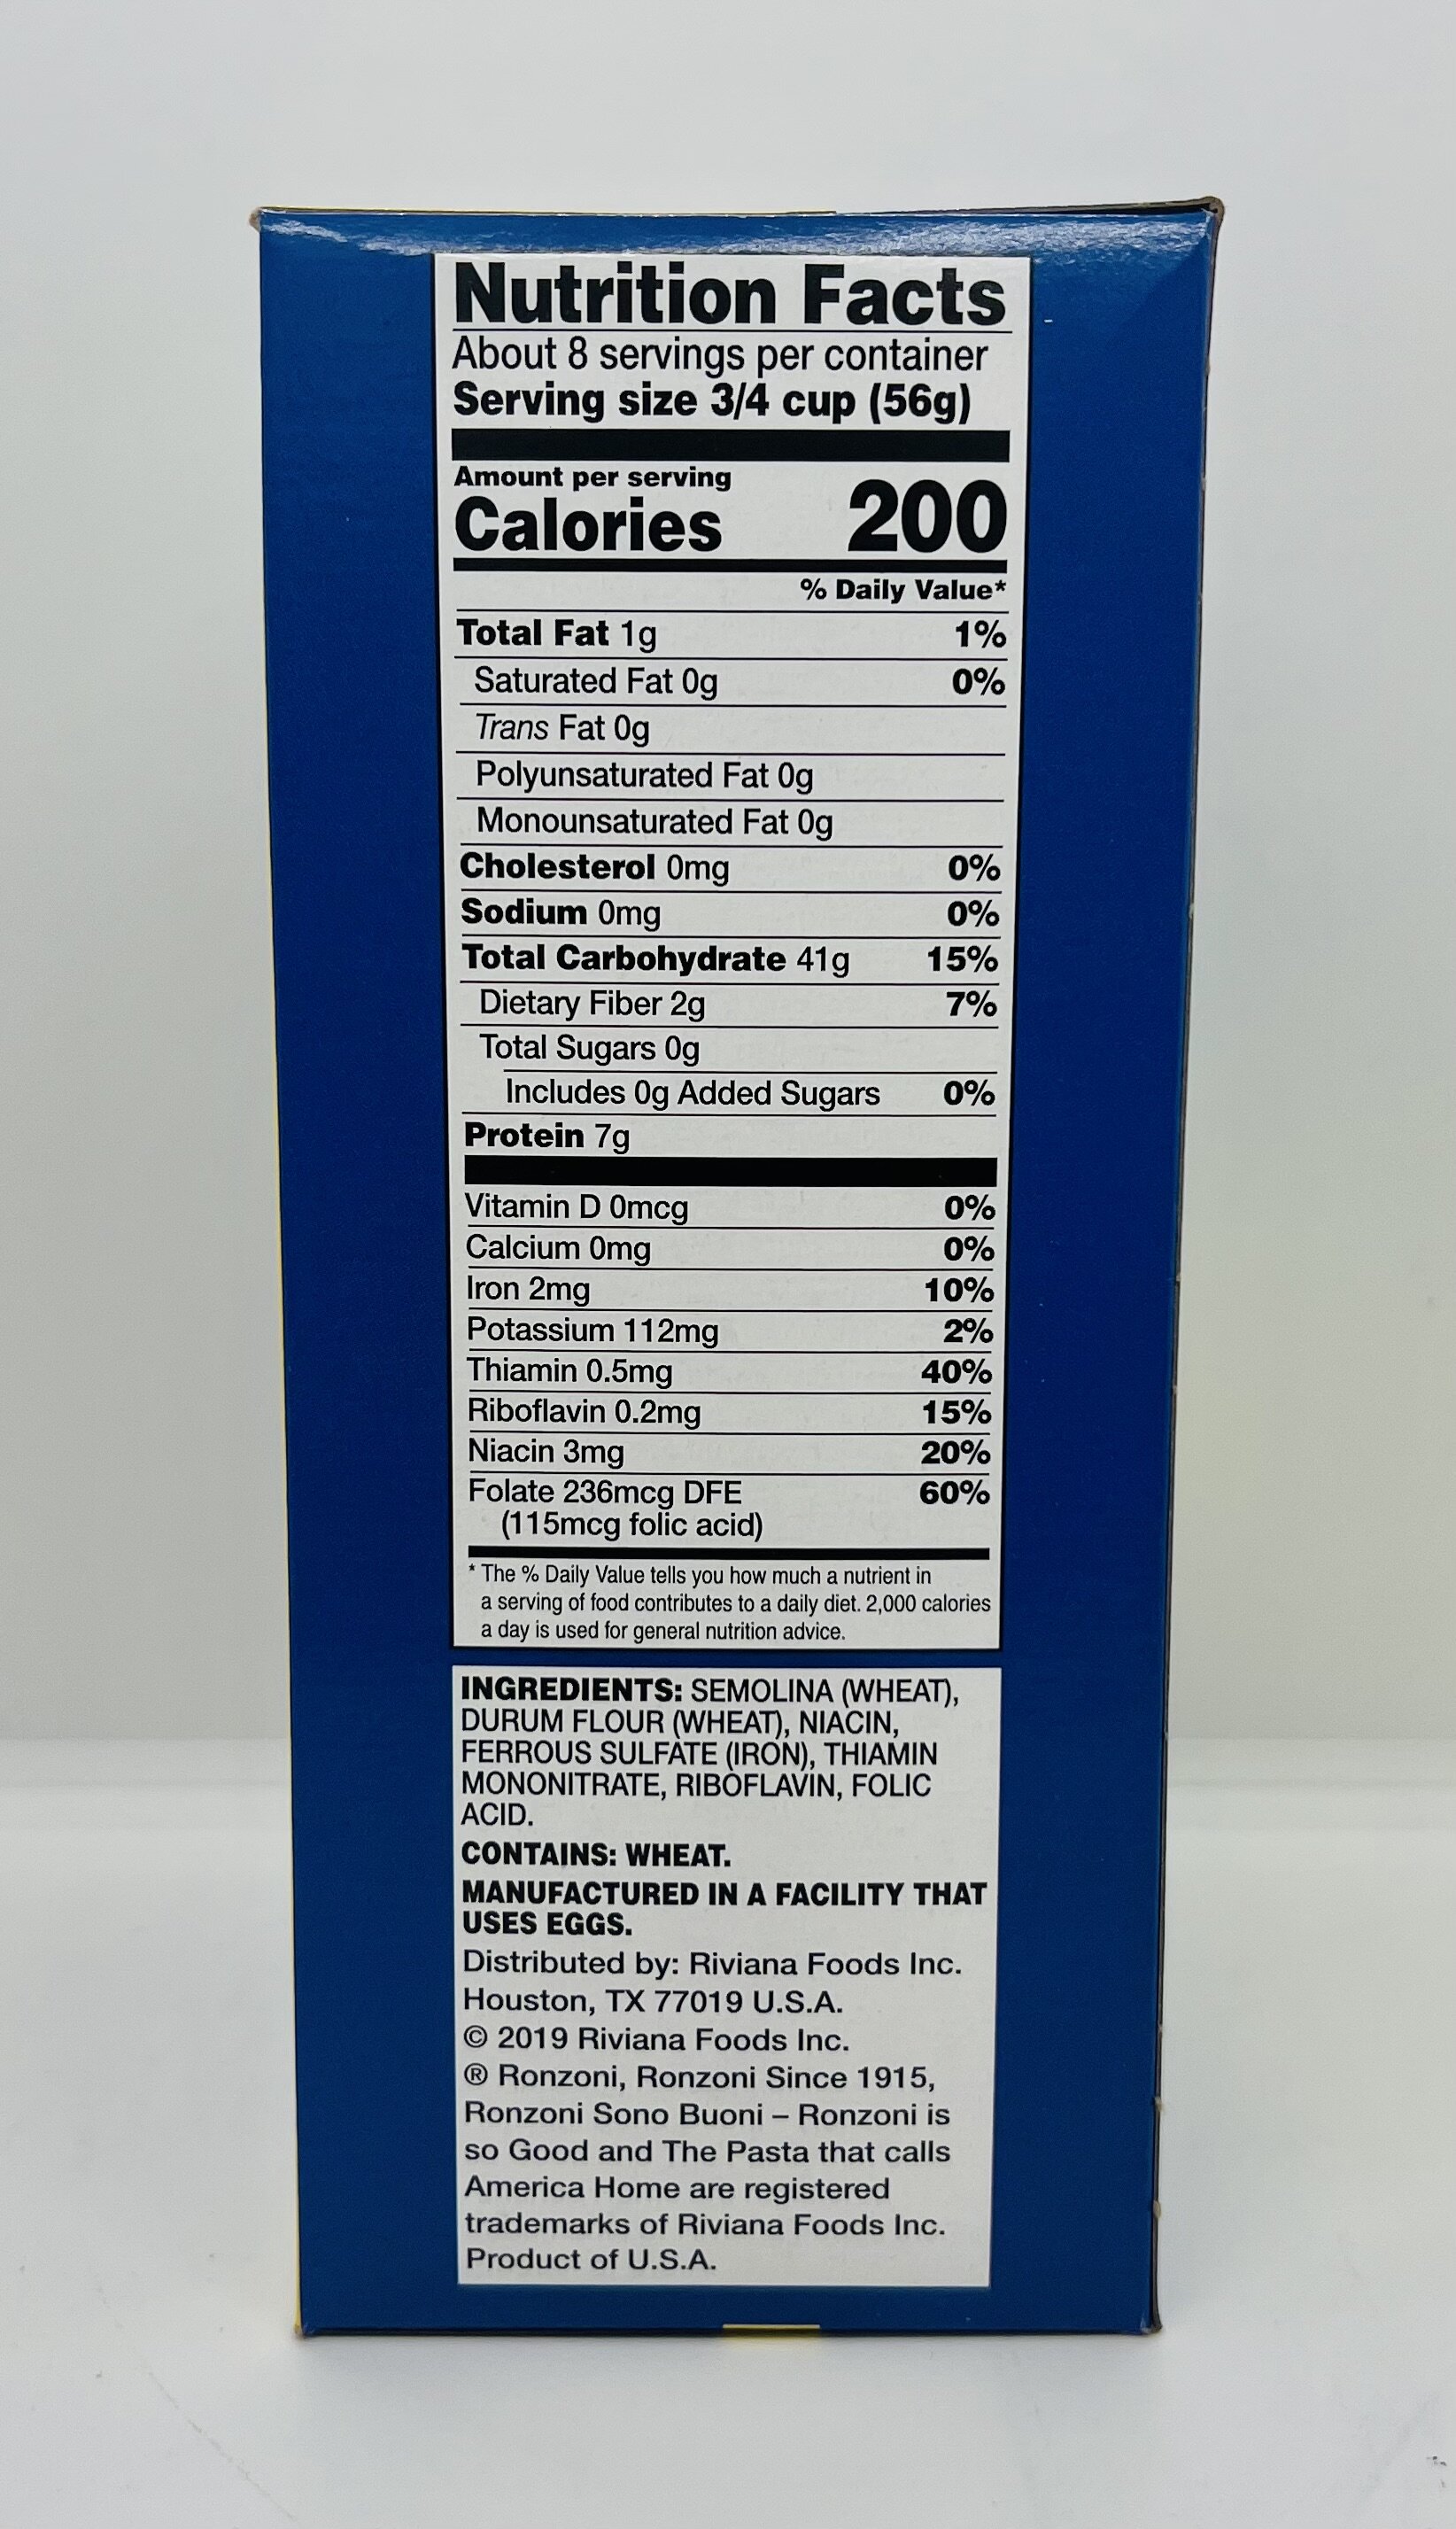 Nutrition Facts
About 8 servings per container
Serving size 3/4 cup (56g)
Amount per serving
Calories 200
% Daily Value*
Total Fat 1g 1%
Saturated Fat 0g 0%
Trans Fat 0g
Polyunsaturated Fat 0g
Monounsaturated Fat 0g
Cholesterol 0mg 0%
Sodium 0mg 0%
Total Carbohydrate 41g 15%
Dietary Fiber 2g 7%
Total Sugars 0g
Includes 0g Added Sugars 0%
Protein 7g
Vitamin D 0mcg 0%
Calcium 0mg 0%
Iron 2mg 10%
Potassium 112mg 2%
Thiamin 0.5mg 40%
Riboflavin 0.2mg 15%
Niacin 3mg 20%
Folate 236mcg DFE 60%
(115mcg folic acid)
* The % Daily Value tells you how much a nutrient in
a serving of food contributes to a daily diet. 2,000 calories
a day is used for general nutrition advice.
INGREDIENTS: SEMOLINA (WHEAT),
DURUM FLOUR (WHEAT), NIACIN,
FERROUS SULFATE (IRON), THIAMIN
MONONITRATE, RIBOFLAVIN, FOLIC
ACID.
CONTAINS: WHEAT.
MANUFACTURED IN A FACILITY THAT
USES EGGS.
Distributed by: Riviana Foods Inc.
Houston, TX 77019 U.S.A.
© 2019 Riviana Foods Inc.
® Ronzoni, Ronzoni Since 1915,
Ronzoni Sono Buoni – Ronzoni is
so Good and The Pasta that calls
America Home are registered
trademarks of Riviana Foods Inc.
Product of U.S.A.